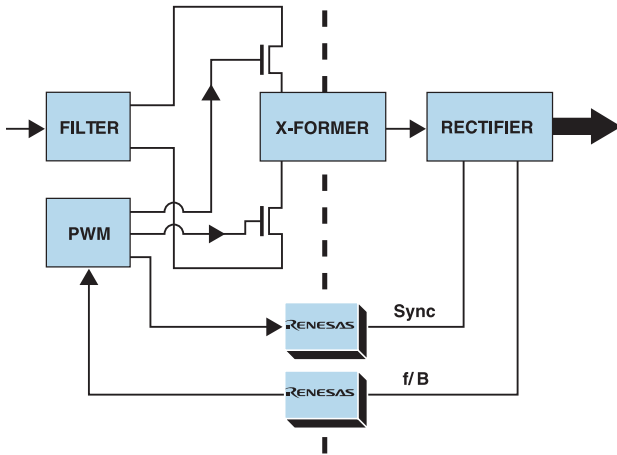 FILTER
X-FORMER
RECTIFIER
PWM
RENESAS
Sync
RENESAS
f/B